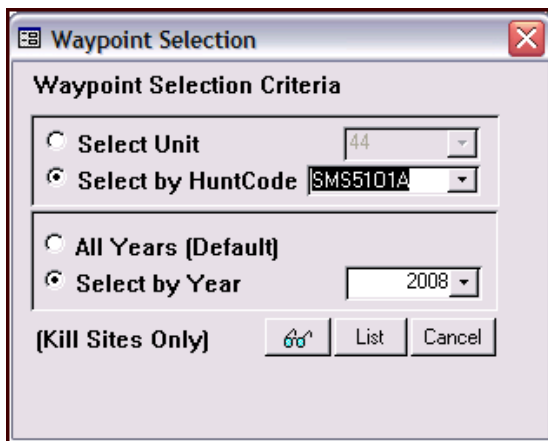 Waypoint Selection
Waypoint Selection Criteria
Select Unit 44
Select by HuntCode SMS5101A
All Years (Default)
Select by Year 2008
(Kill Sites Only) List Cancel